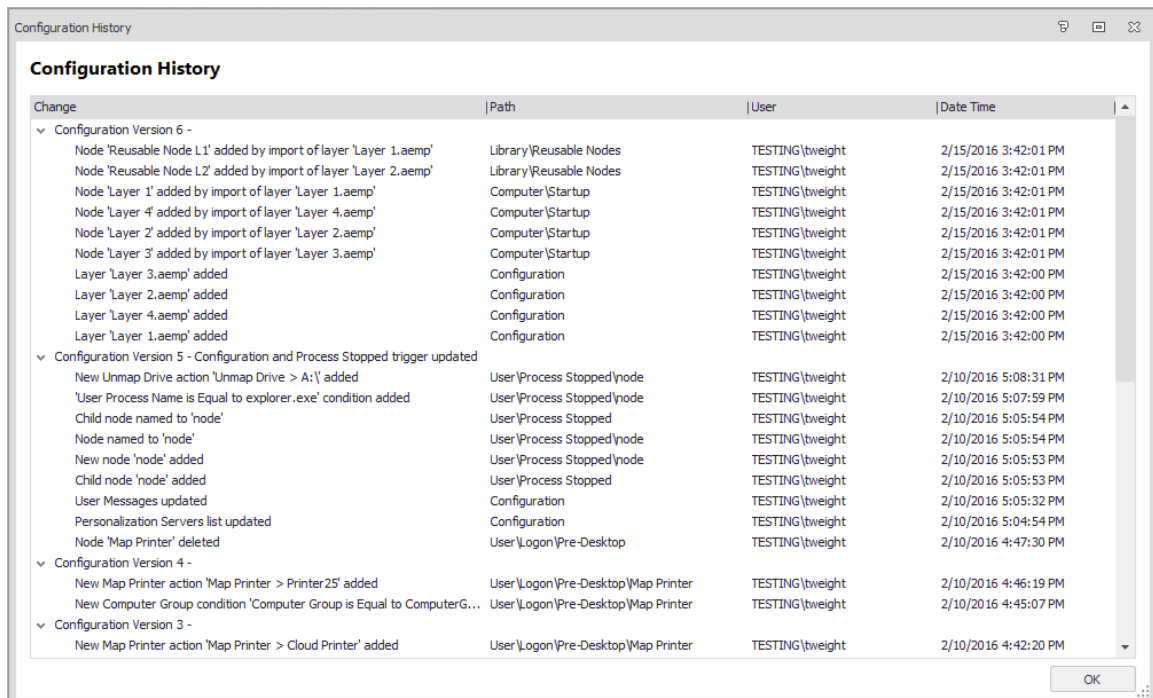 Configuration History
Configuration History
Change |Path |User |Date Time |
Configuration Version 6 -
Node 'Reusable Node L1' added by import of layer 'Layer 1.aemp' Library\Reusable Nodes TESTING\tweight 2/15/2016 3:42:01 PM
Node 'Reusable Node L2' added by import of layer 'Layer 2.aemp' Library\Reusable Nodes TESTING\tweight 2/15/2016 3:42:01 PM
Node 'Layer 1' added by import of layer 'Layer 1.aemp' Computer\Startup TESTING\tweight 2/15/2016 3:42:01 PM
Node 'Layer 4' added by import of layer 'Layer 4.aemp' Computer\Startup TESTING\tweight 2/15/2016 3:42:01 PM
Node 'Layer 2' added by import of layer 'Layer 2.aemp' Computer\Startup TESTING\tweight 2/15/2016 3:42:01 PM
Node 'Layer 3' added by import of layer 'Layer 3.aemp' Computer\Startup TESTING\tweight 2/15/2016 3:42:01 PM
Layer 'Layer 3.aemp' added Configuration TESTING\tweight 2/15/2016 3:42:00 PM
Layer 'Layer 2.aemp' added Configuration TESTING\tweight 2/15/2016 3:42:00 PM
Layer 'Layer 4.aemp' added Configuration TESTING\tweight 2/15/2016 3:42:00 PM
Layer 'Layer 1.aemp' added Configuration TESTING\tweight 2/15/2016 3:42:00 PM
Configuration Version 5 - Configuration and Process Stopped trigger updated
New Unmap Drive action 'Unmap Drive > A:\' added User\Process Stopped\node TESTING\tweight 2/10/2016 5:08:31 PM
'User Process Name is Equal to explorer.exe' condition added User\Process Stopped\node TESTING\tweight 2/10/2016 5:07:59 PM
Child node named to 'node' User\Process Stopped TESTING\tweight 2/10/2016 5:05:54 PM
Node named to 'node' User\Process Stopped\node TESTING\tweight 2/10/2016 5:05:54 PM
New node 'node' added User\Process Stopped\node TESTING\tweight 2/10/2016 5:05:53 PM
Child node 'node' added User\Process Stopped TESTING\tweight 2/10/2016 5:05:53 PM
User Messages updated Configuration TESTING\tweight 2/10/2016 5:05:32 PM
Personalization Servers list updated Configuration TESTING\tweight 2/10/2016 5:04:54 PM
Node 'Map Printer' deleted User\Logon\Pre-Desktop TESTING\tweight 2/10/2016 4:47:30 PM
Configuration Version 4 -
New Map Printer action 'Map Printer > Printer25' added User\Logon\Pre-Desktop\Map Printer TESTING\tweight 2/10/2016 4:46:19 PM
New Computer Group condition 'Computer Group is Equal to ComputerG... User\Logon\Pre-Desktop\Map Printer TESTING\tweight 2/10/2016 4:45:07 PM
Configuration Version 3 -
New Map Printer action 'Map Printer > Cloud Printer' added User\Logon\Pre-Desktop\Map Printer TESTING\tweight 2/10/2016 4:42:20 PM
OK